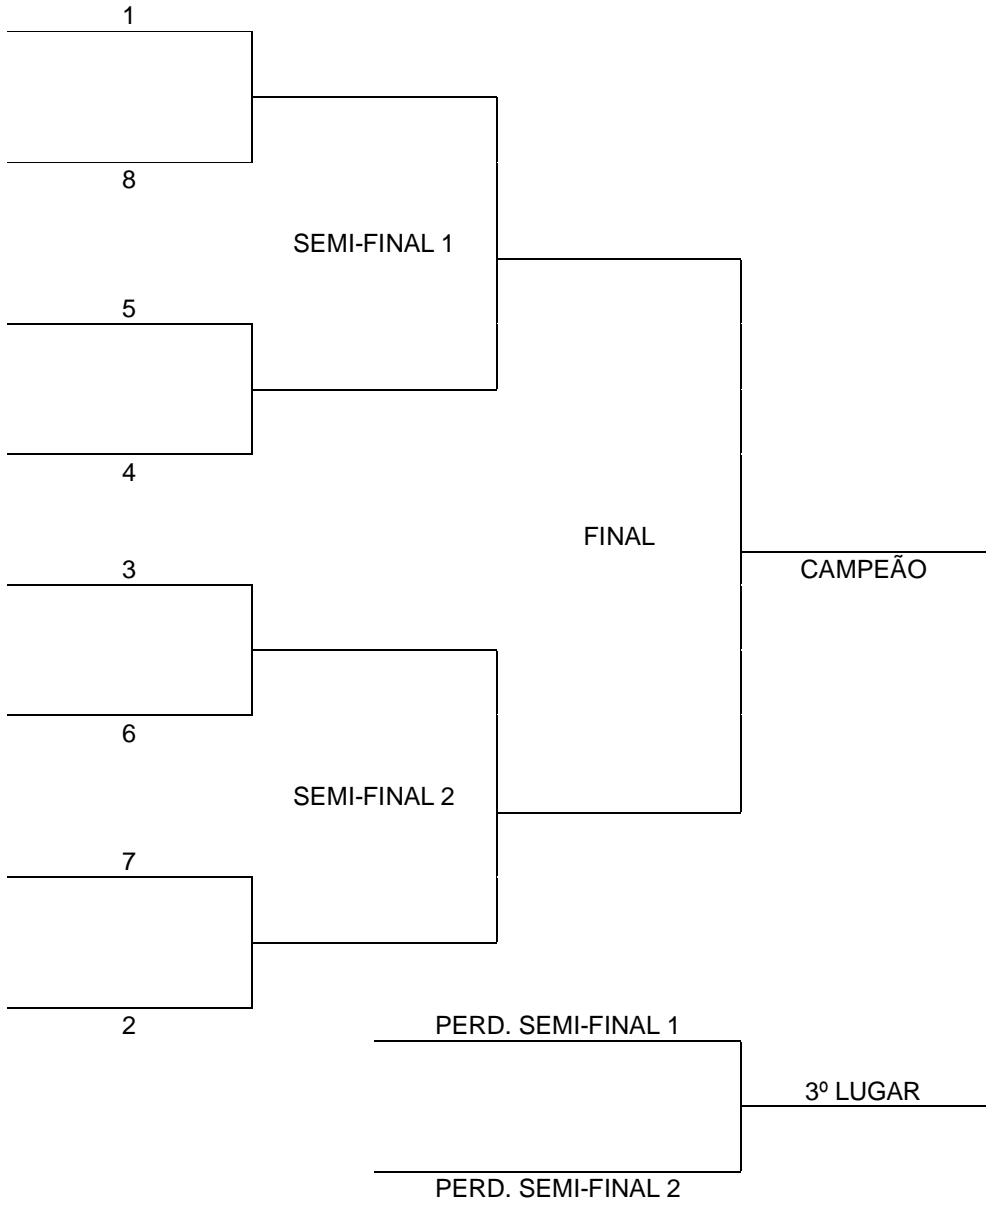 1
8
SEMI-FINAL 1
5
4
FINAL
CAMPEÃO
3
6
SEMI-FINAL 2
7
2
PERD. SEMI-FINAL 1
3º LUGAR
PERD. SEMI-FINAL 2